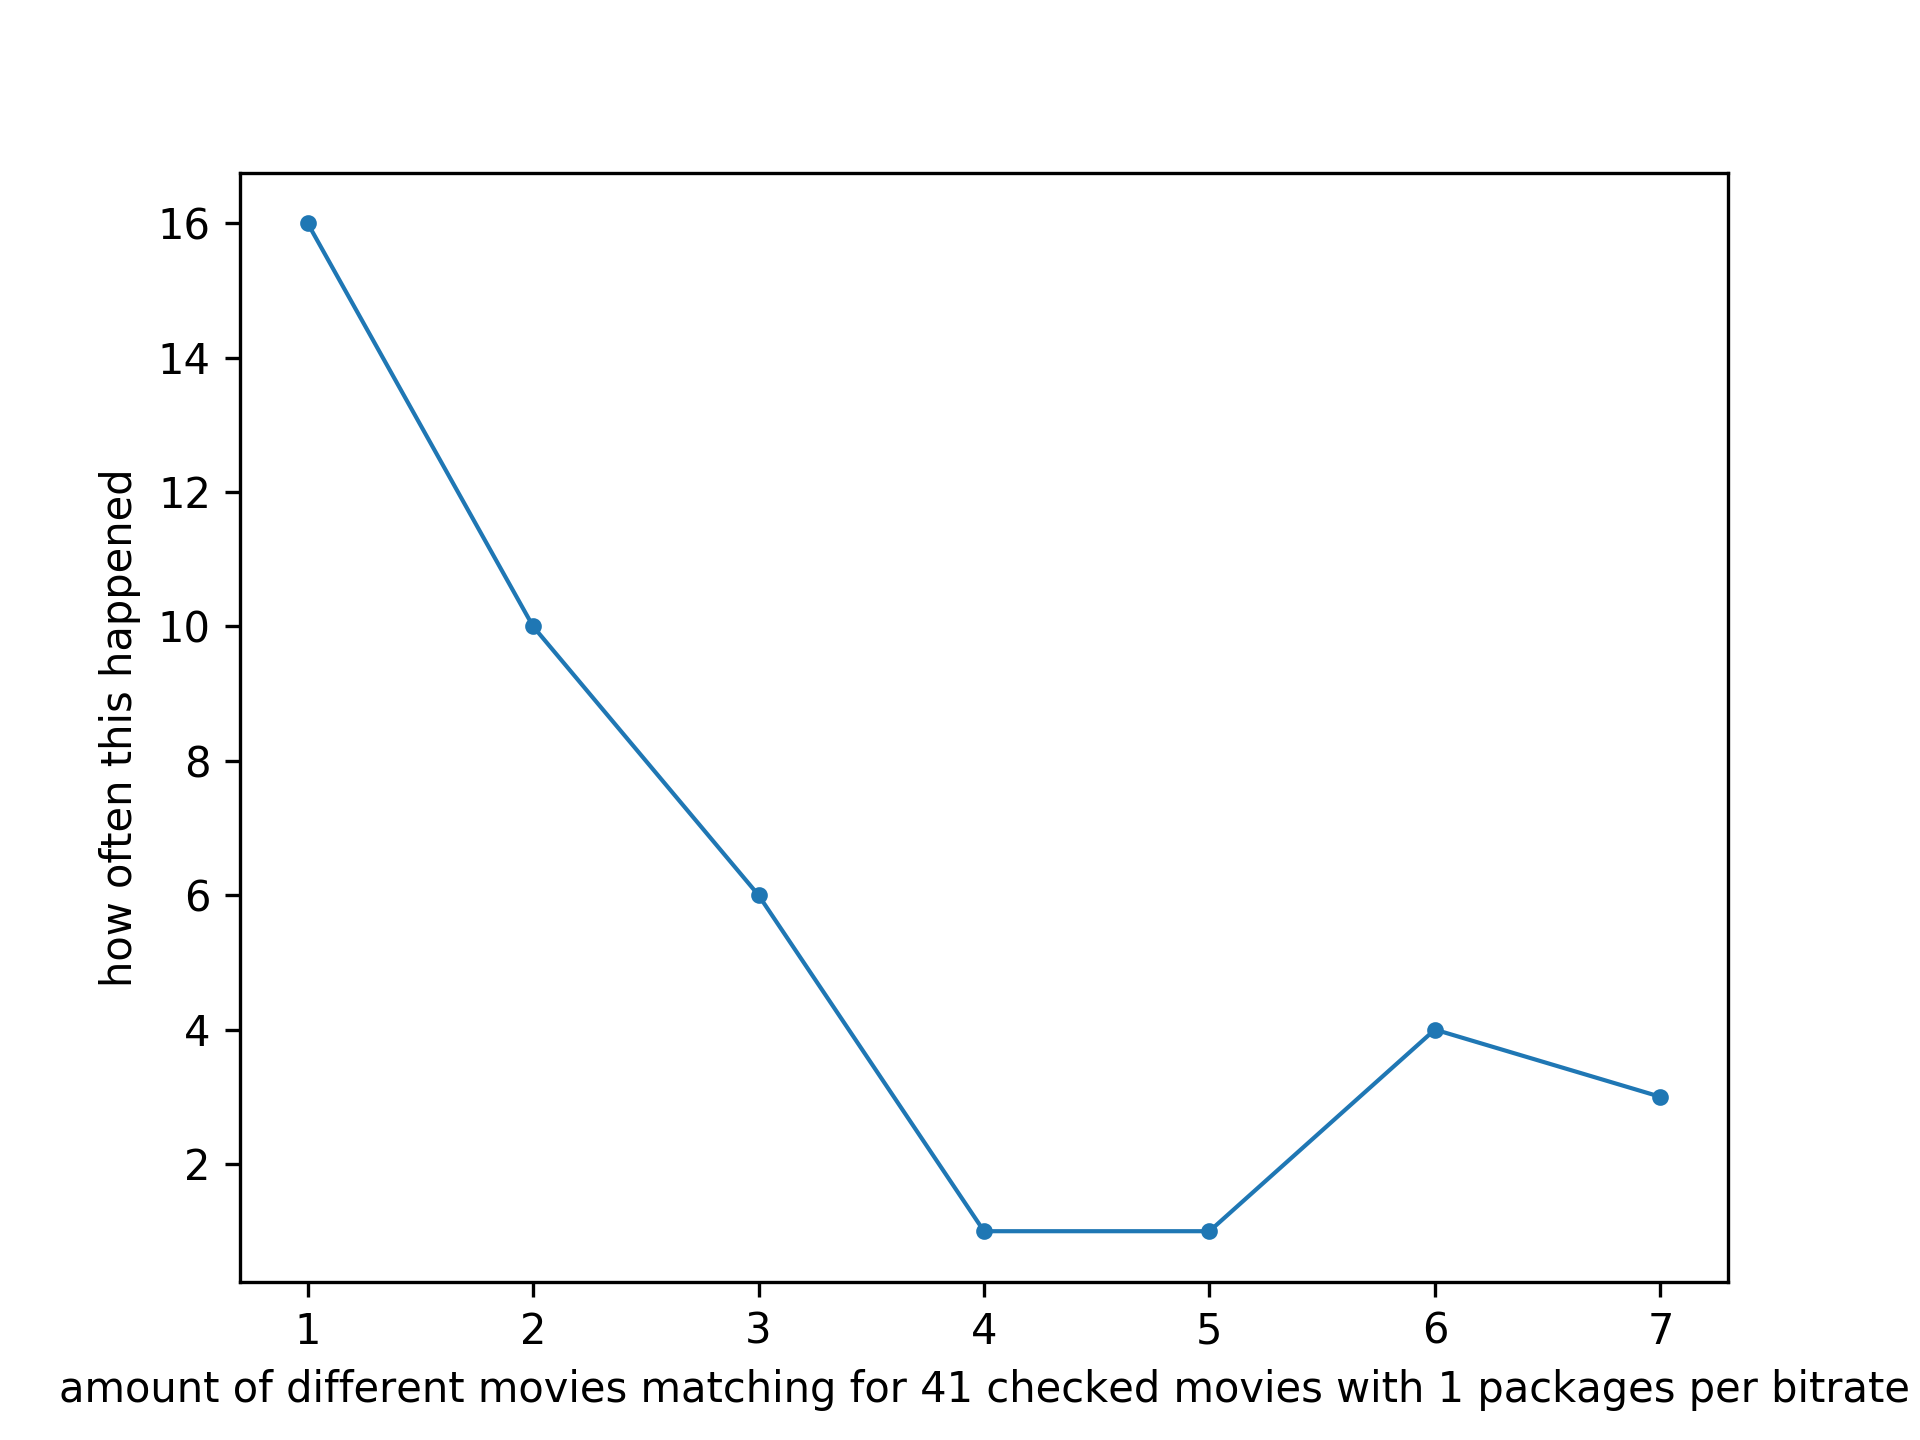 16
14
12
10
8
6
4
2
how often this happened
1 2 3 4 5 6 7
amount of different movies matching for 41 checked movies with 1 packages per bitrate